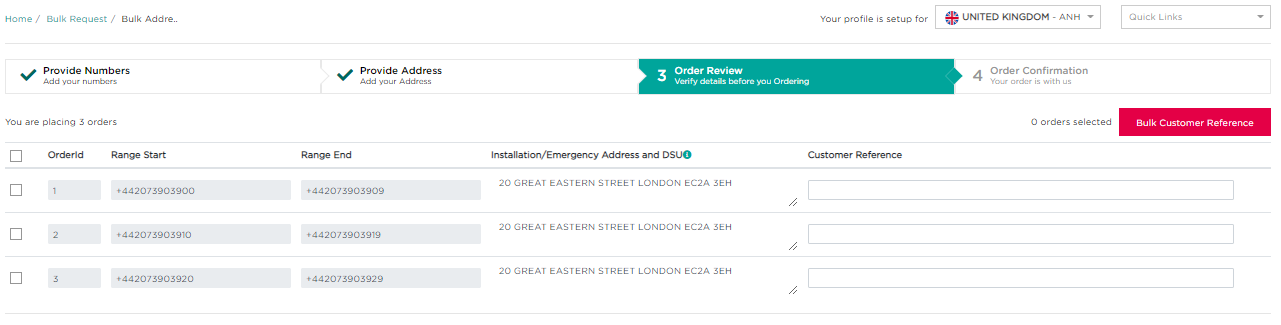 Home / Bulk Request / Bulk Addre..
Your profile is setup for
UNITED KINGDOM - ANH
Quick Links
Provide Numbers
Add your numbers
Provide Address
Add your Address
3
Order Review
Verify details before you Ordering
4
Order Confirmation
Your order is with us
You are placing 3 orders
0 orders selected
Bulk Customer Reference
OrderId Range Start Range End Installation/Emergency Address and DSU Customer Reference
1 +442073903900 +442073903909 20 GREAT EASTERN STREET LONDON EC2A 3EH
2 +442073903910 +442073903919 20 GREAT EASTERN STREET LONDON EC2A 3EH
3 +442073903920 +442073903929 20 GREAT EASTERN STREET LONDON EC2A 3EH